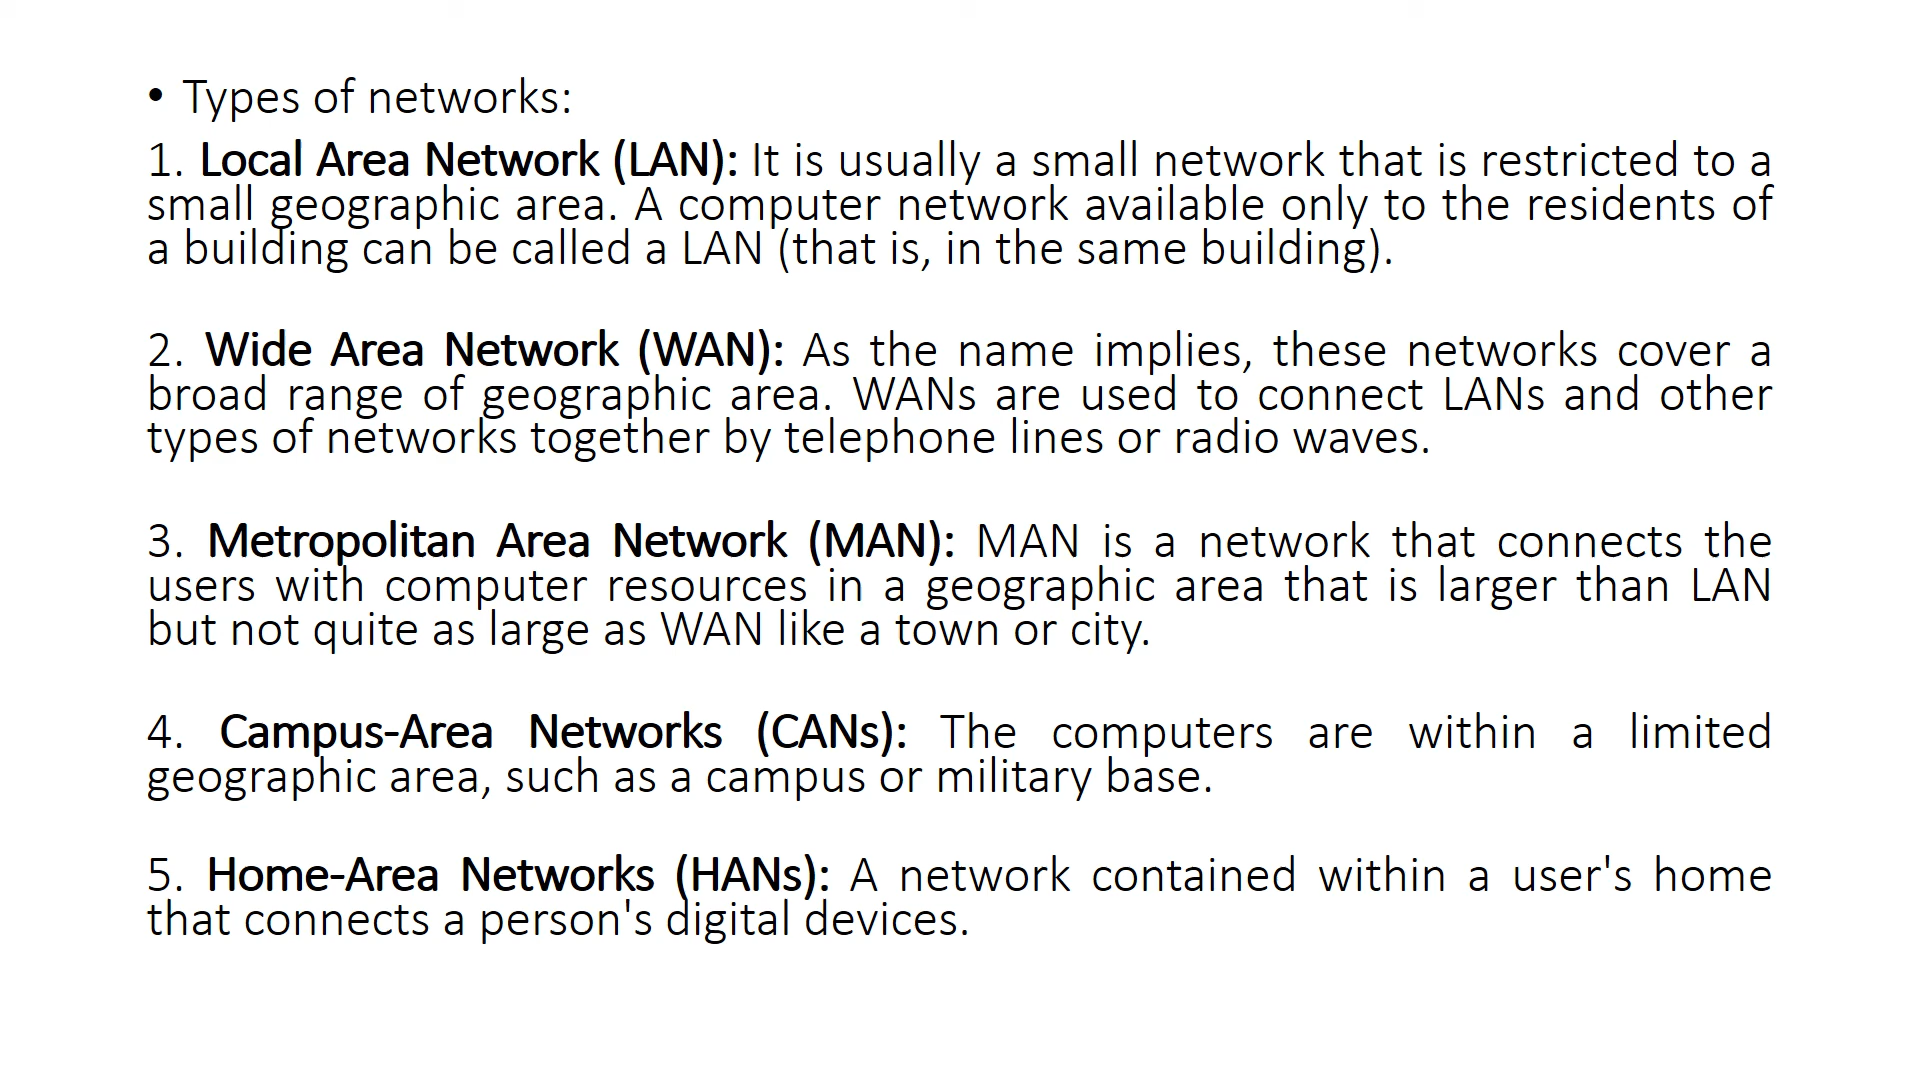 • Types of networks:
1. Local Area Network (LAN): It is usually a small network that is restricted to a
small geographic area. A computer network available only to the residents of
a building can be called a LAN (that is, in the same building).
2. Wide Area Network (WAN): As the name implies, these networks cover a
broad range of geographic area. WANs are used to connect LANs and other
types of networks together by telephone lines or radio waves.
3. Metropolitan Area Network (MAN): MAN is a network that connects the
users with computer resources in a geographic area that is larger than LAN
but not quite as large as WAN like a town or city.
4. Campus-Area Networks (CANs): The computers are within a limited
geographic area, such as a campus or military base.
5. Home-Area Networks (HANs): A network contained within a user's home
that connects a person's digital devices.